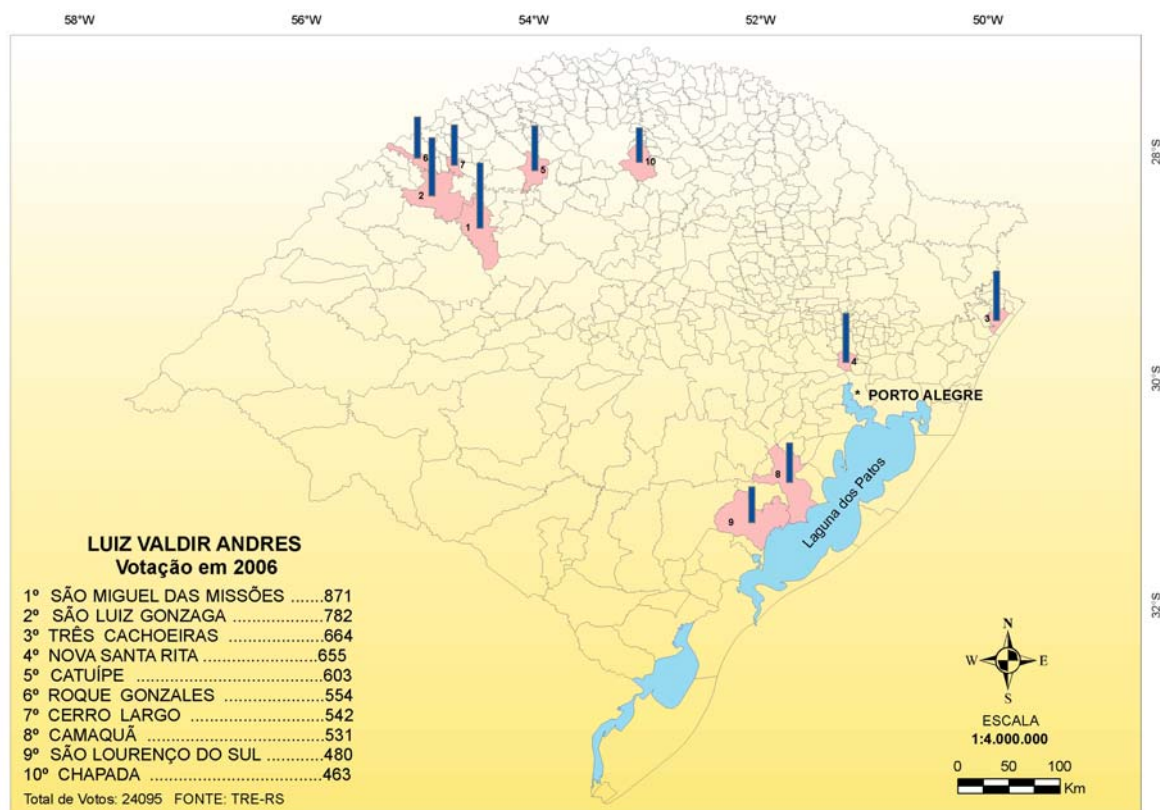 58°W 56°W 54°W 52°W 50°W
28°S
30°S
32°S
6
7
2
1
5
10
3
4
* PORTO ALEGRE
8
9
Laguna dos Patos
LUIZ VALDIR ANDRES
Votação em 2006
1º SÃO MIGUEL DAS MISSÕES ......871
2º SÃO LUIZ GONZAGA ......................782
3º TRÊS CACHOEIRAS ......................664
4º NOVA SANTA RITA ..........................655
5º CATUÍPE ........................................603
6º ROQUE GONZALES ......................554
7º CERRO LARGO .............................542
8º CAMAQUÃ .....................................531
9º SÃO LOURENÇO DO SUL ............480
10º CHAPADA ....................................463
Total de Votos: 24095 FONTE: TRE-RS
N
W E
S
ESCALA
1:4.000.000
0 50 100
Km